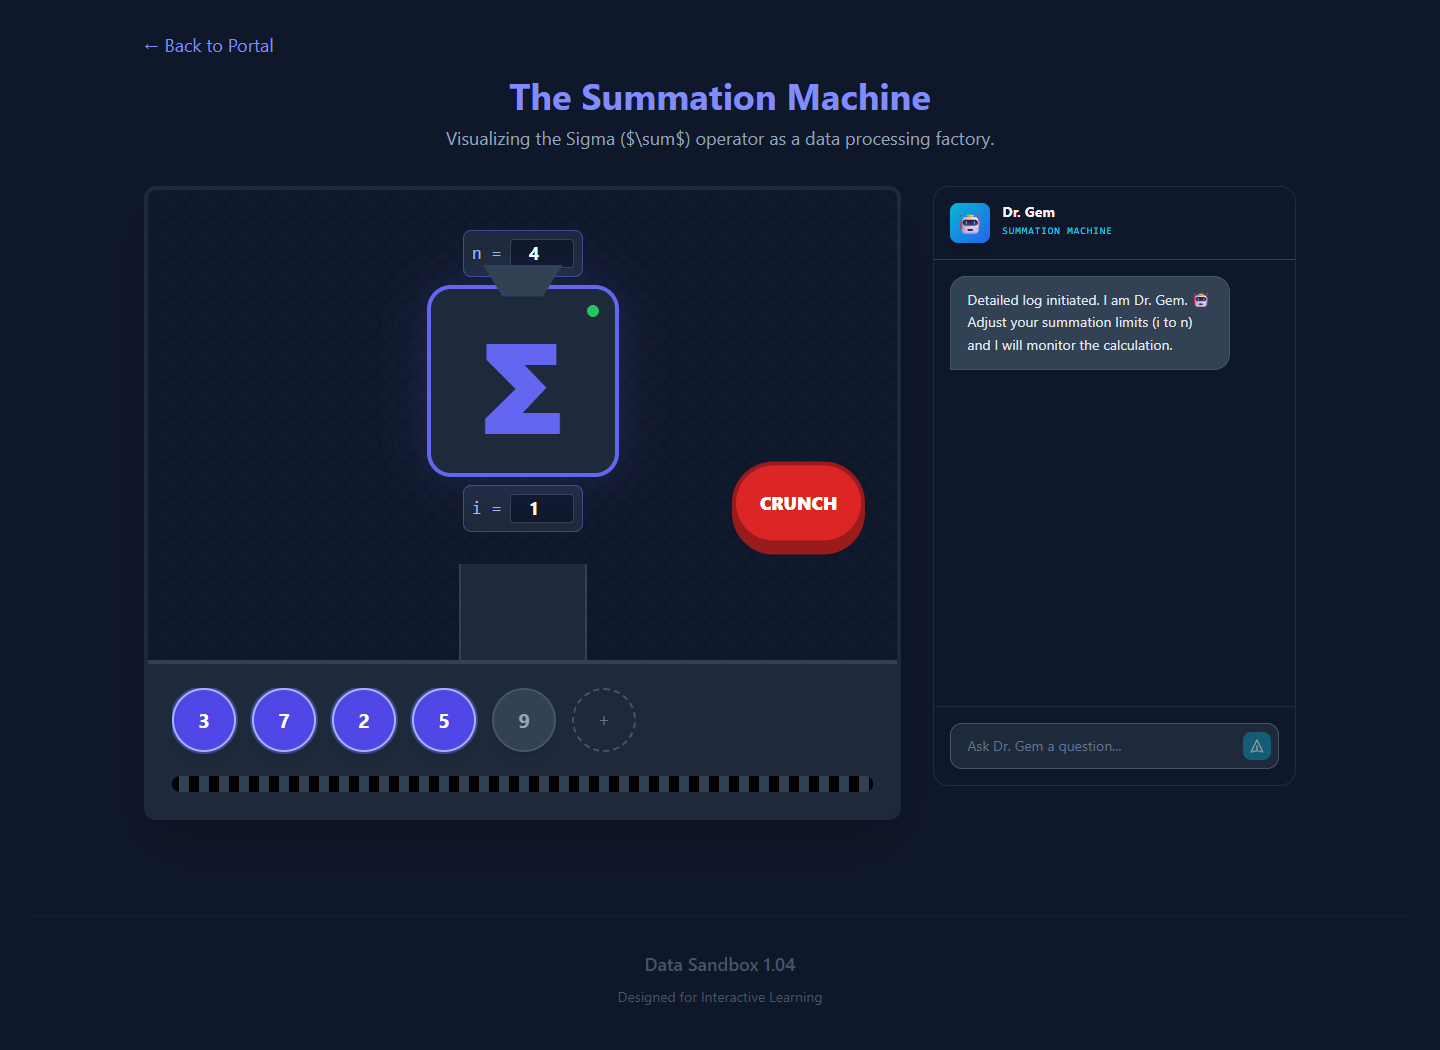 ← Back to Portal
The Summation Machine
Visualizing the Sigma ($\sum$) operator as a data processing factory.
n = 4
Σ
i = 1
CRUNCH
3 7 2 5 9 +
Dr. Gem
SUMMATION MACHINE
Detailed log initiated. I am Dr. Gem. 🤖
Adjust your summation limits (i to n)
and I will monitor the calculation.
Ask Dr. Gem a question...
Data Sandbox 1.04
Designed for Interactive Learning